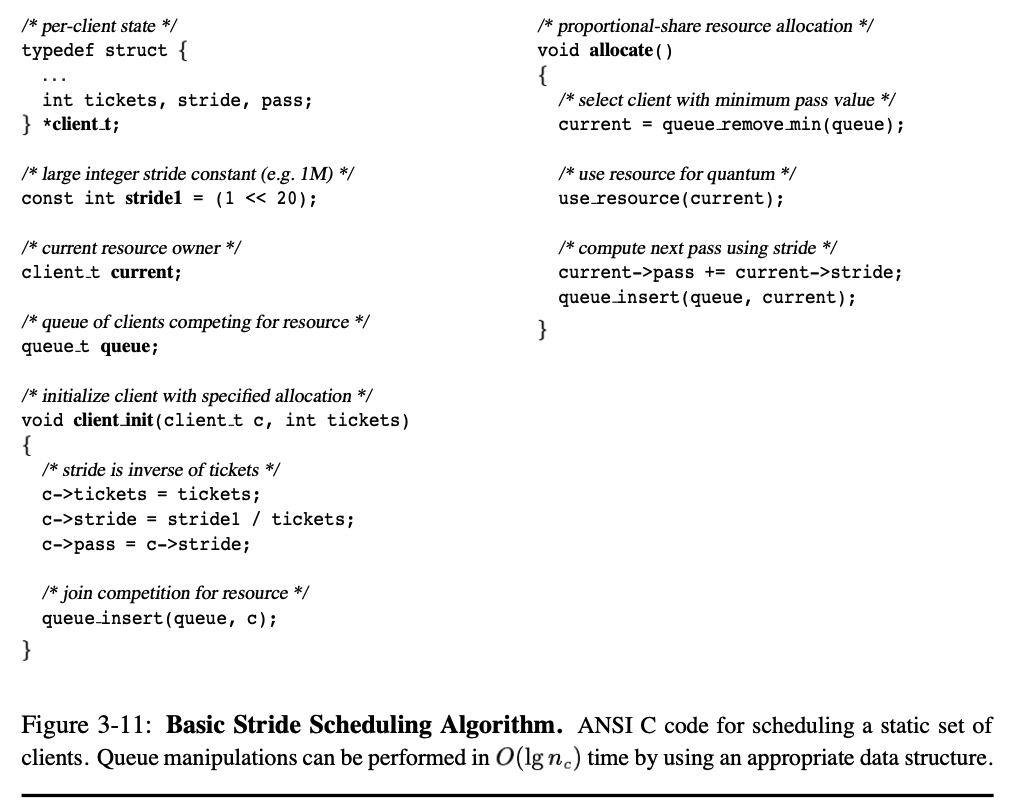 /* per-client state */
typedef struct {
...
int tickets, stride, pass;
} *client_t;
/* large integer stride constant (e.g. 1M) */
const int stride1 = (1 << 20);
/* current resource owner */
client_t current;
/* queue of clients competing for resource */
queue_t queue;
/* initialize client with specified allocation */
void client_init(client_t c, int tickets)
{
/* stride is inverse of tickets */
c->tickets = tickets;
c->stride = stride1 / tickets;
c->pass = c->stride;
/* join competition for resource */
queue_insert(queue, c);
}
/* proportional-share resource allocation */
void allocate()
{
/* select client with minimum pass value */
current = queue_remove_min(queue);
/* use resource for quantum */
use_resource(current);
/* compute next pass using stride */
current->pass += current->stride;
queue_insert(queue, current);
}
Figure 3-11: Basic Stride Scheduling Algorithm. ANSI C code for scheduling a static set of
clients. Queue manipulations can be performed in O(lg n_c) time by using an appropriate data structure.